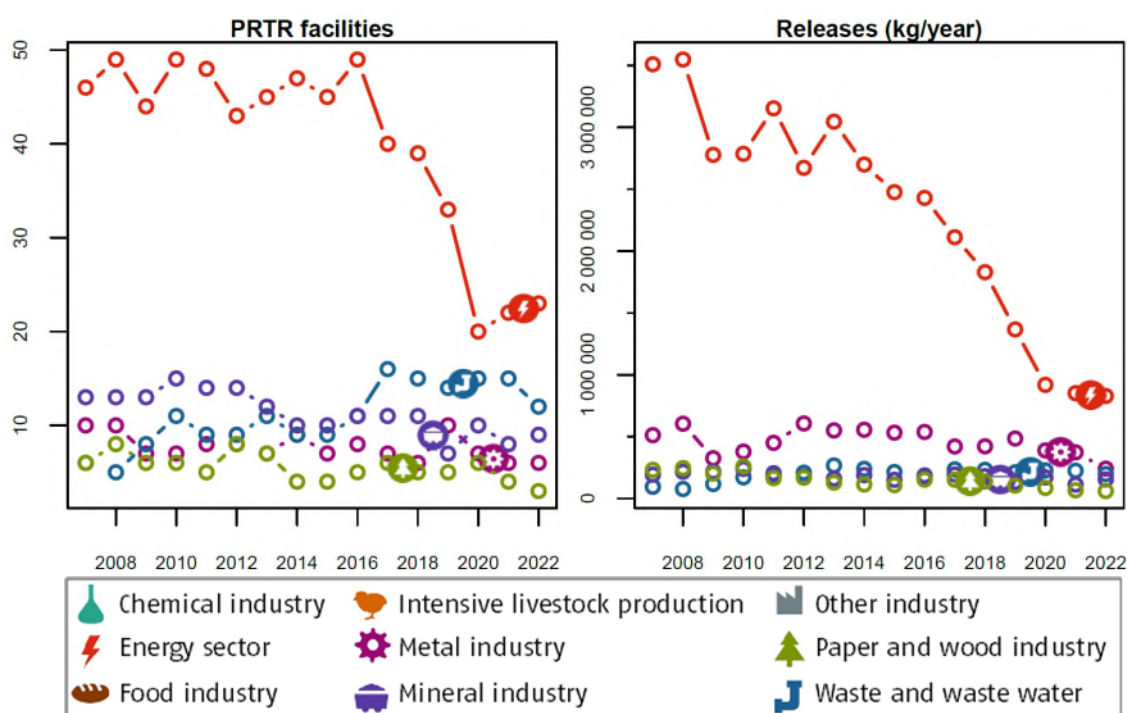 PRTR facilities
50
40
30
20
10
2008 2010 2012 2014 2016 2018 2020 2022
Releases (kg/year)
3 000 000
2 000 000
1 000 000
0
2008 2010 2012 2014 2016 2018 2020 2022
Chemical industry Intensive livestock production Other industry
Energy sector Metal industry Paper and wood industry
Food industry Mineral industry Waste and waste water